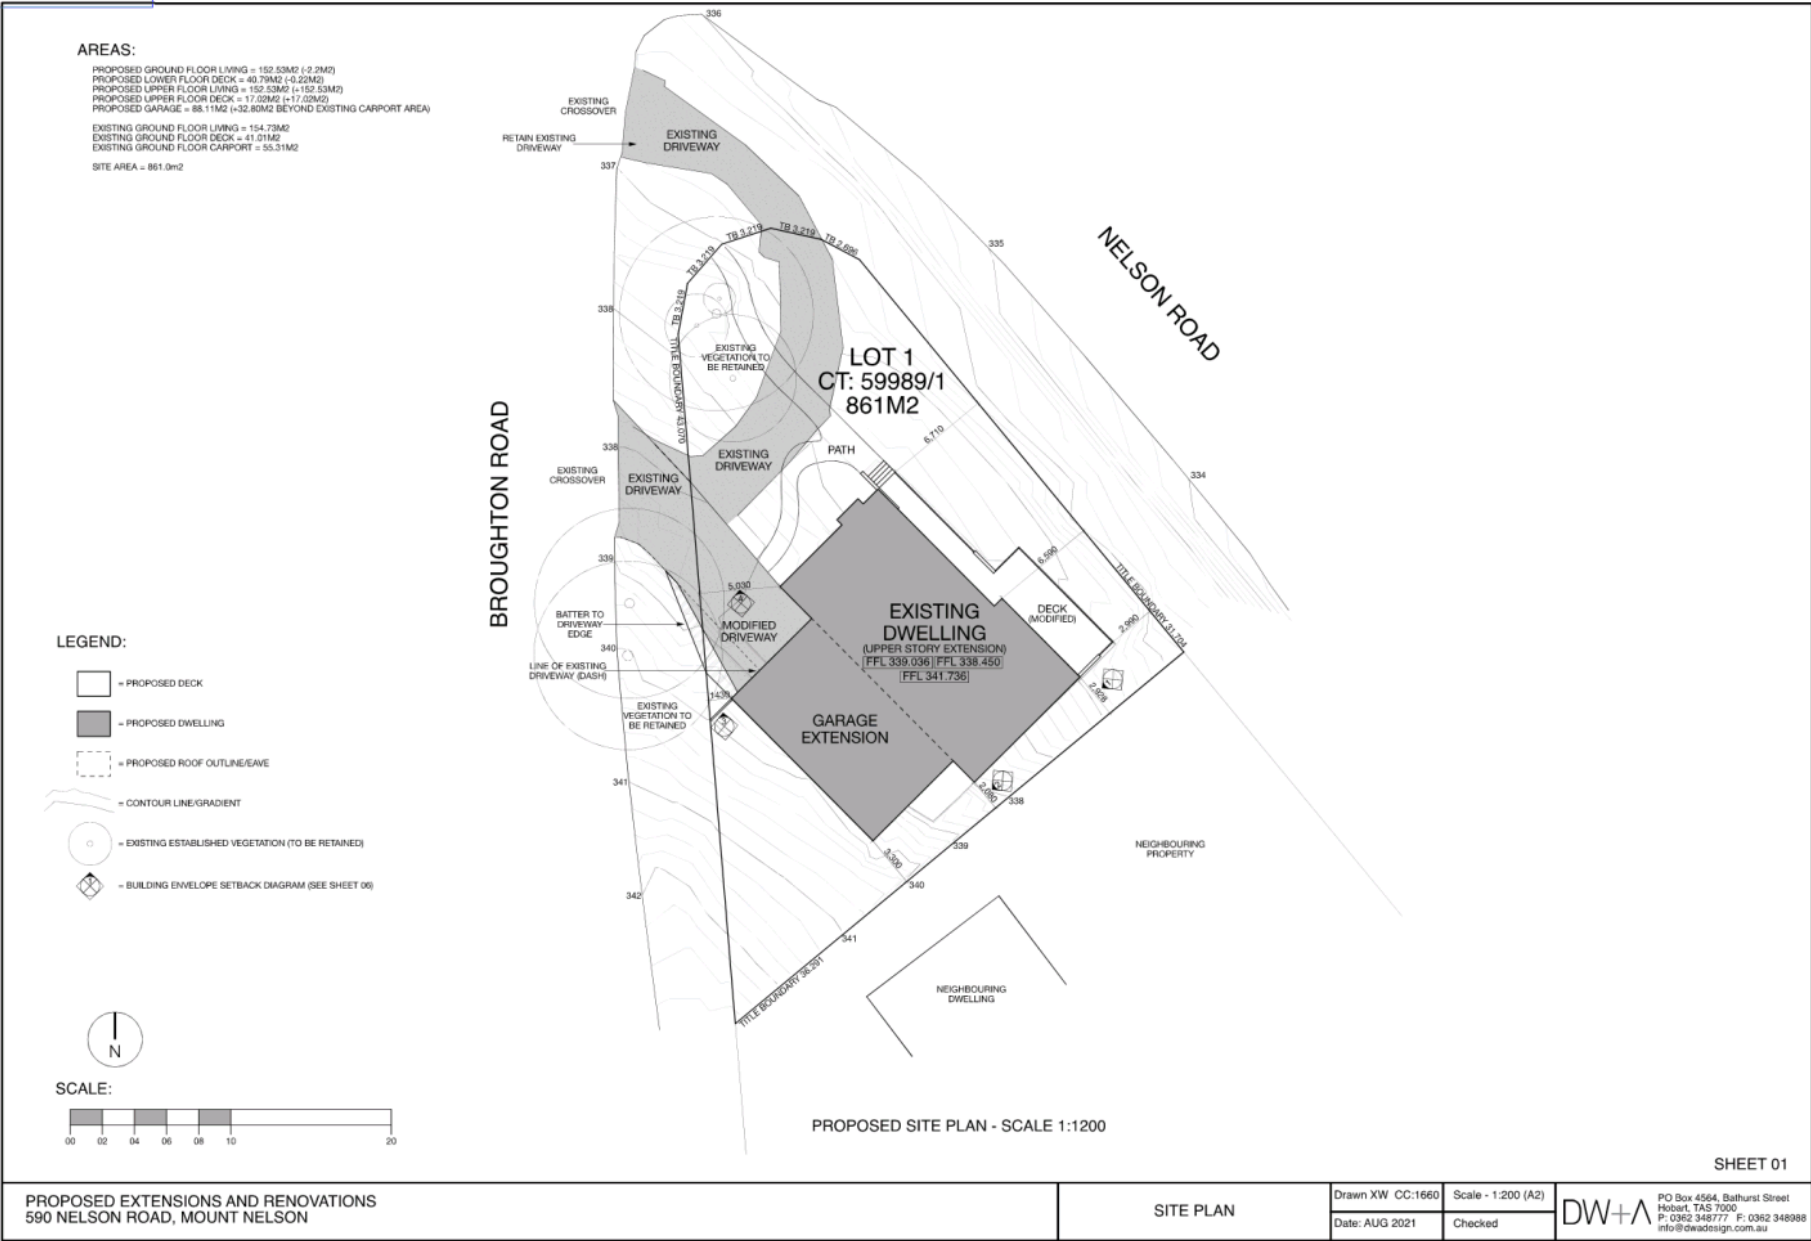 AREAS:
PROPOSED GROUND FLOOR LIVING = 152.53M2 (-2.2M2)
PROPOSED LOWER FLOOR DECK = 40.79M2 (-0.22M2)
PROPOSED UPPER FLOOR LIVING = 152.53M2 (+152.53M2)
PROPOSED UPPER FLOOR DECK = 17.02M2 (+17.02M2)
PROPOSED GARAGE = 88.11M2 (+32.80M2 BEYOND EXISTING CARPORT AREA)
EXISTING GROUND FLOOR LIVING = 154.73M2
EXISTING GROUND FLOOR DECK = 41.01M2
EXISTING GROUND FLOOR CARPORT = 55.31M2
SITE AREA = 861.0m2
336
EXISTING
CROSSOVER
RETAIN EXISTING
DRIVEWAY
EXISTING
DRIVEWAY
337
TB 3.219
TB 3.219
TB 3.219
TB 2.696
TB 3.219
335
NELSON ROAD
338
EXISTING
VEGETATION TO
BE RETAINED
TITLE BOUNDARY 43.070
LOT 1
CT: 59989/1
861M2
BROUGHTON ROAD
6,710
PATH
338
EXISTING
CROSSOVER
EXISTING
DRIVEWAY
EXISTING
DRIVEWAY
334
339
6,590
5,030
TITLE BOUNDARY 31.704
BATTER TO
DRIVEWAY
EDGE
MODIFIED
DRIVEWAY
EXISTING
DWELLING
(UPPER STORY EXTENSION)
FFL 339.036 FFL 338.450
FFL 341.736
DECK
(MODIFIED)
2,990
340
LINE OF EXISTING
DRIVEWAY (DASH)
1430
2,928
EXISTING
VEGETATION TO
BE RETAINED
GARAGE
EXTENSION
341
2,080
338
339
3,300
340
342
341
TITLE BOUNDARY 36.291
NEIGHBOURING
PROPERTY
NEIGHBOURING
DWELLING
LEGEND:
= PROPOSED DECK
= PROPOSED DWELLING
= PROPOSED ROOF OUTLINE/EAVE
= CONTOUR LINE/GRADIENT
= EXISTING ESTABLISHED VEGETATION (TO BE RETAINED)
= BUILDING ENVELOPE SETBACK DIAGRAM (SEE SHEET 06)
N
SCALE:
00 02 04 06 08 10 20
PROPOSED SITE PLAN - SCALE 1:1200
SHEET 01
PROPOSED EXTENSIONS AND RENOVATIONS
590 NELSON ROAD, MOUNT NELSON
SITE PLAN
Drawn XW CC:1660
Scale - 1:200 (A2)
Date: AUG 2021
Checked
DW+A
PO Box 4564, Bathurst Street
Hobart, TAS 7000
P: 0362 348777 F: 0362 348988
info@dwadesign.com.au